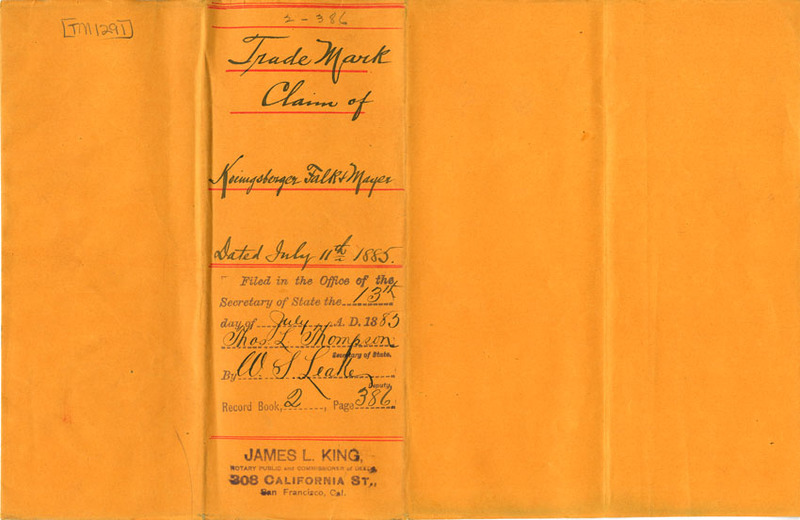 [TM1291]
2-386
Trade Mark
Claim of
Koenigsberger Falk & Mayer
Dated July 11th 1885.
Filed in the Office of the
Secretary of State the 13th
day of July A. D. 1885
Thos L Thompson
Secretary of State.
By W. S. Leake
Deputy
Record Book, 2, Page 386
JAMES L. KING,
NOTARY PUBLIC and COMMISSIONER of DEEDS,
308 CALIFORNIA ST.,
San Francisco, Cal.